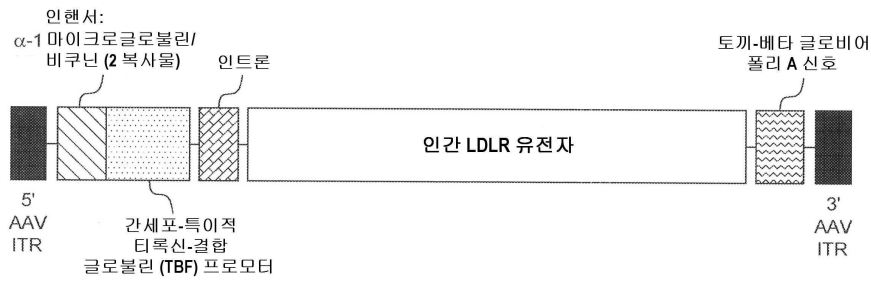 인핸서:
α-1 마이크로글로불린/
비쿠닌 (2 복사물)
인트론
토끼-베타 글로비어
폴리 A 신호
인간 LDLR 유전자
5'
AAV
ITR
간세포-특이적
티록신-결합
글로불린 (TBF) 프로모터
3'
AAV
ITR